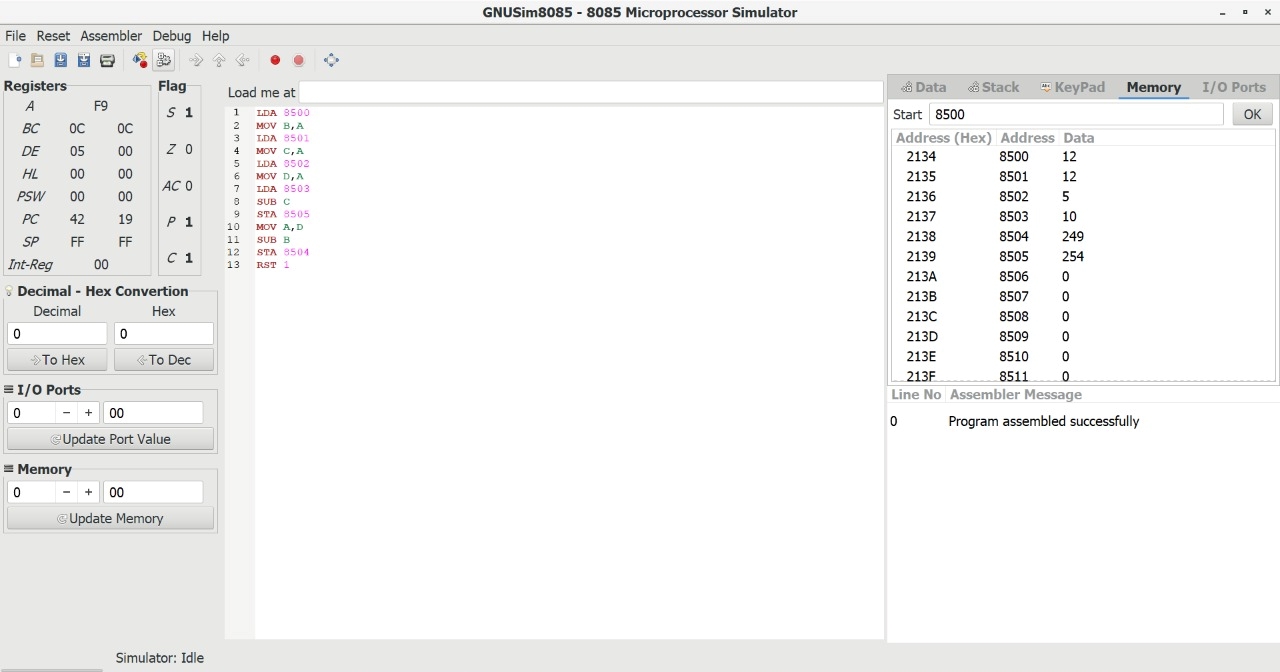 GNUSim8085 - 8085 Microprocessor Simulator
File Reset Assembler Debug Help
Registers
A F9
BC 0C 0C
DE 05 00
HL 00 00
PSW 00 00
PC 42 19
SP FF FF
Int-Reg 00
Flag
S 1
Z 0
AC 0
P 1
C 1
Decimal - Hex Convertion
Decimal Hex
0 0
To Hex To Dec
I/O Ports
0 − + 00
Update Port Value
Memory
0 − + 00
Update Memory
Load me at
1 LDA 8500
2 MOV B,A
3 LDA 8501
4 MOV C,A
5 LDA 8502
6 MOV D,A
7 LDA 8503
8 SUB C
9 STA 8505
10 MOV A,D
11 SUB B
12 STA 8504
13 RST 1
Data Stack KeyPad Memory I/O Ports
Start 8500 OK
Address (Hex) Address Data
2134 8500 12
2135 8501 12
2136 8502 5
2137 8503 10
2138 8504 249
2139 8505 254
213A 8506 0
213B 8507 0
213C 8508 0
213D 8509 0
213E 8510 0
213F 8511 0
Line No Assembler Message
0 Program assembled successfully
Simulator: Idle